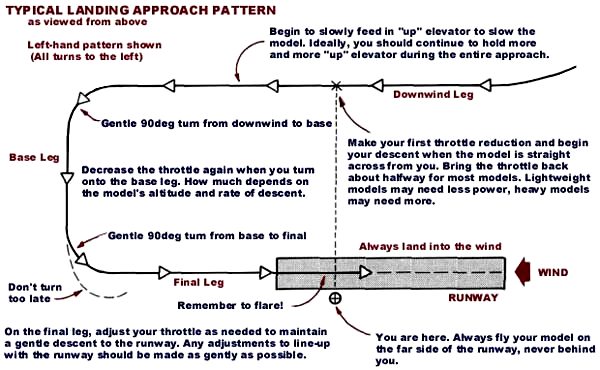 TYPICAL LANDING APPROACH PATTERN
as viewed from above
Left-hand pattern shown
(All turns to the left)
Begin to slowly feed in "up" elevator to slow the
model. Ideally, you should continue to hold more
and more "up" elevator during the entire approach.
Downwind Leg
Gentle 90deg turn from downwind to base
Make your first throttle reduction and begin
your descent when the model is straight
across from you. Bring the throttle back
about halfway for most models. Lightweight
models may need less power, heavy models
may need more.
Base Leg
Decrease the throttle again when you turn
onto the base leg. How much depends on
the model's altitude and rate of descent.
Gentle 90deg turn from base to final
Always land into the wind
Don't turn
too late
Final Leg
WIND
RUNWAY
Remember to flare!
On the final leg, adjust your throttle as needed to maintain
a gentle descent to the runway. Any adjustments to line-up
with the runway should be made as gently as possible.
You are here. Always fly your model on
the far side of the runway, never behind
you.